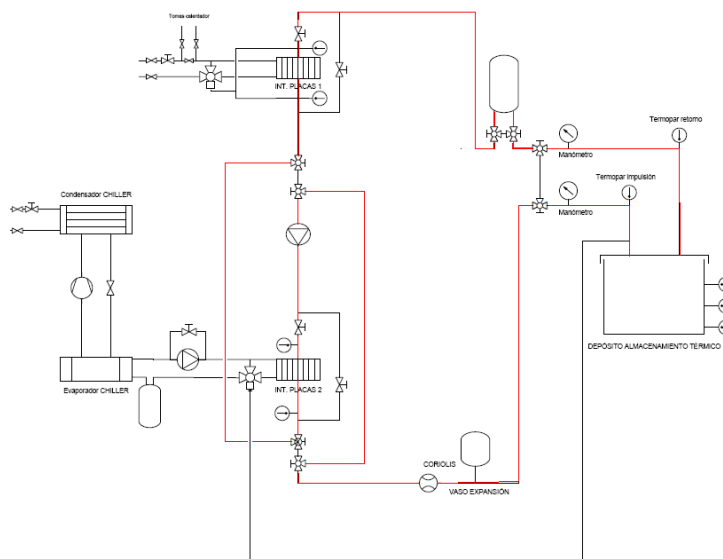 Tomas calentador
INT. PLACAS 1
Termopar retorno
Manómetro
Condensador CHILLER
Termopar Impulsión
Manómetro
DEPÓSITO ALMACENAMIENTO TERMICO
Evaporador CHILLER
INT. PLACAS 2
CORIOLIS
VASO EXPANSIÓN